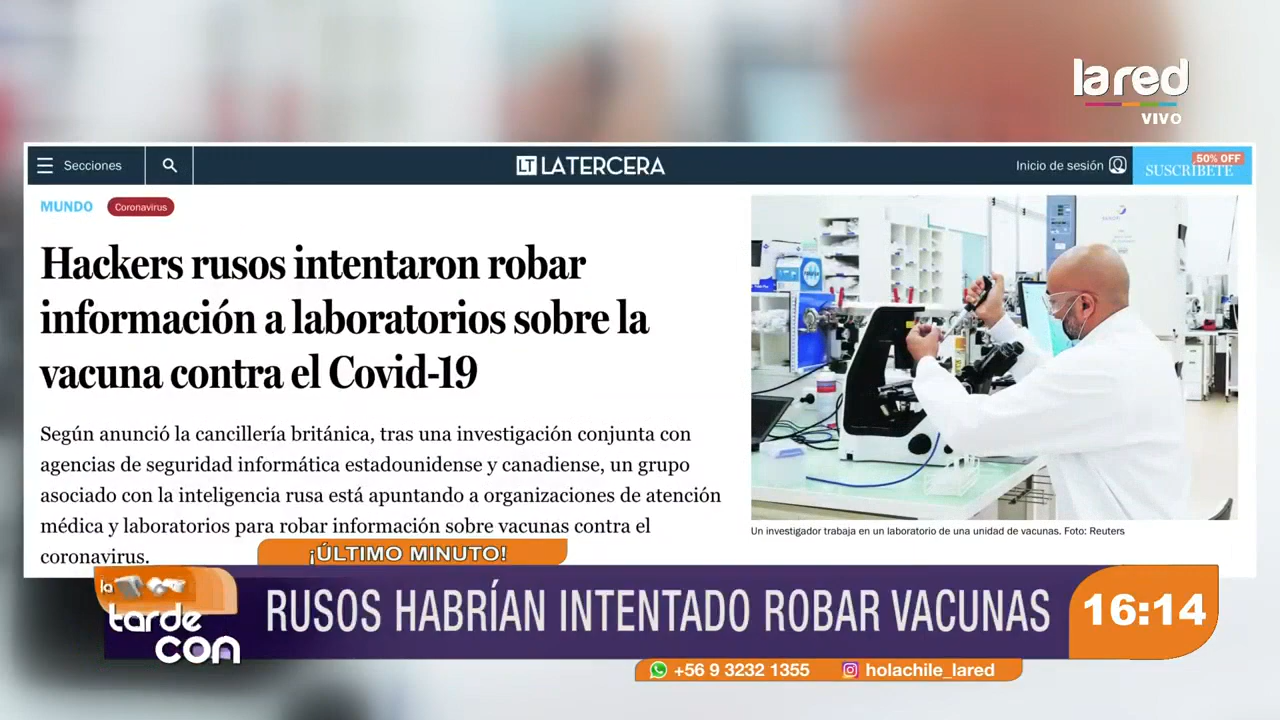 lared
VIVO
Secciones
LT LATERCERA
Inicio de sesión
50% OFF
SUSCRÍBETE
MUNDO
Coronavirus
Hackers rusos intentaron robar
información a laboratorios sobre la
vacuna contra el Covid-19
Según anunció la cancillería británica, tras una investigación conjunta con
agencias de seguridad informática estadounidense y canadiense, un grupo
asociado con la inteligencia rusa está apuntando a organizaciones de atención
médica y laboratorios para robar información sobre vacunas contra el
coronavirus.
Un investigador trabaja en un laboratorio de una unidad de vacunas. Foto: Reuters
¡ÚLTIMO MINUTO!
la
tarde
con
RUSOS HABRÍAN INTENTADO ROBAR VACUNAS
16:14
+56 9 3232 1355
holachile_lared